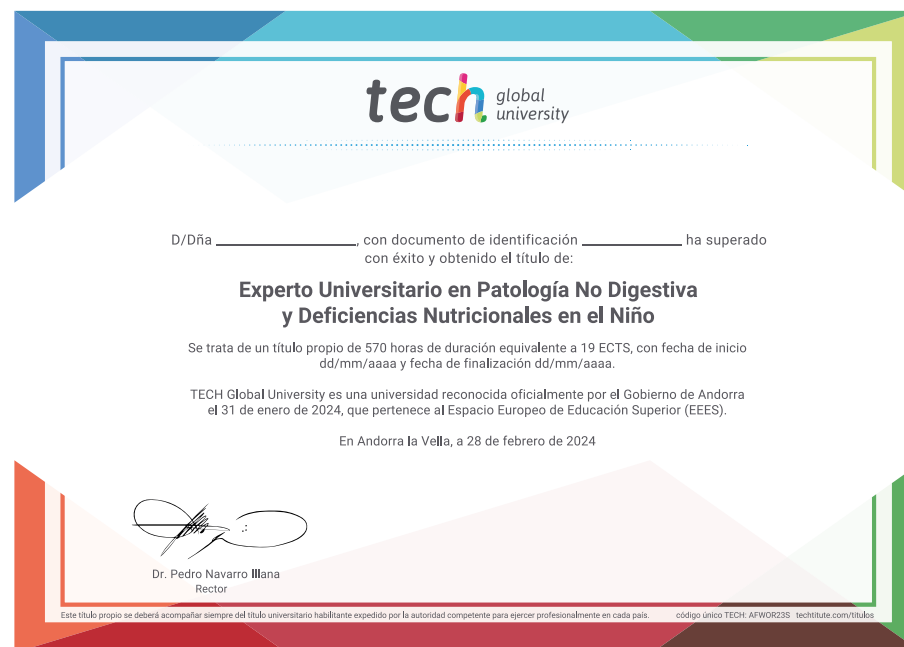 tech global university
D/Dña ______________, con documento de identificación __________ ha superado
con éxito y obtenido el título de:
Experto Universitario en Patología No Digestiva
y Deficiencias Nutricionales en el Niño
Se trata de un título propio de 570 horas de duración equivalente a 19 ECTS, con fecha de inicio
dd/mm/aaaa y fecha de finalización dd/mm/aaaa.
TECH Global University es una universidad reconocida oficialmente por el Gobierno de Andorra
el 31 de enero de 2024, que pertenece al Espacio Europeo de Educación Superior (EEES).
En Andorra la Vella, a 28 de febrero de 2024
Dr. Pedro Navarro Illana
Rector
Este título propio se deberá acompañar siempre del título universitario habilitante expedido por la autoridad competente para ejercer profesionalmente en cada país. código único TECH: AFWOR23S techtitute.com/titulos